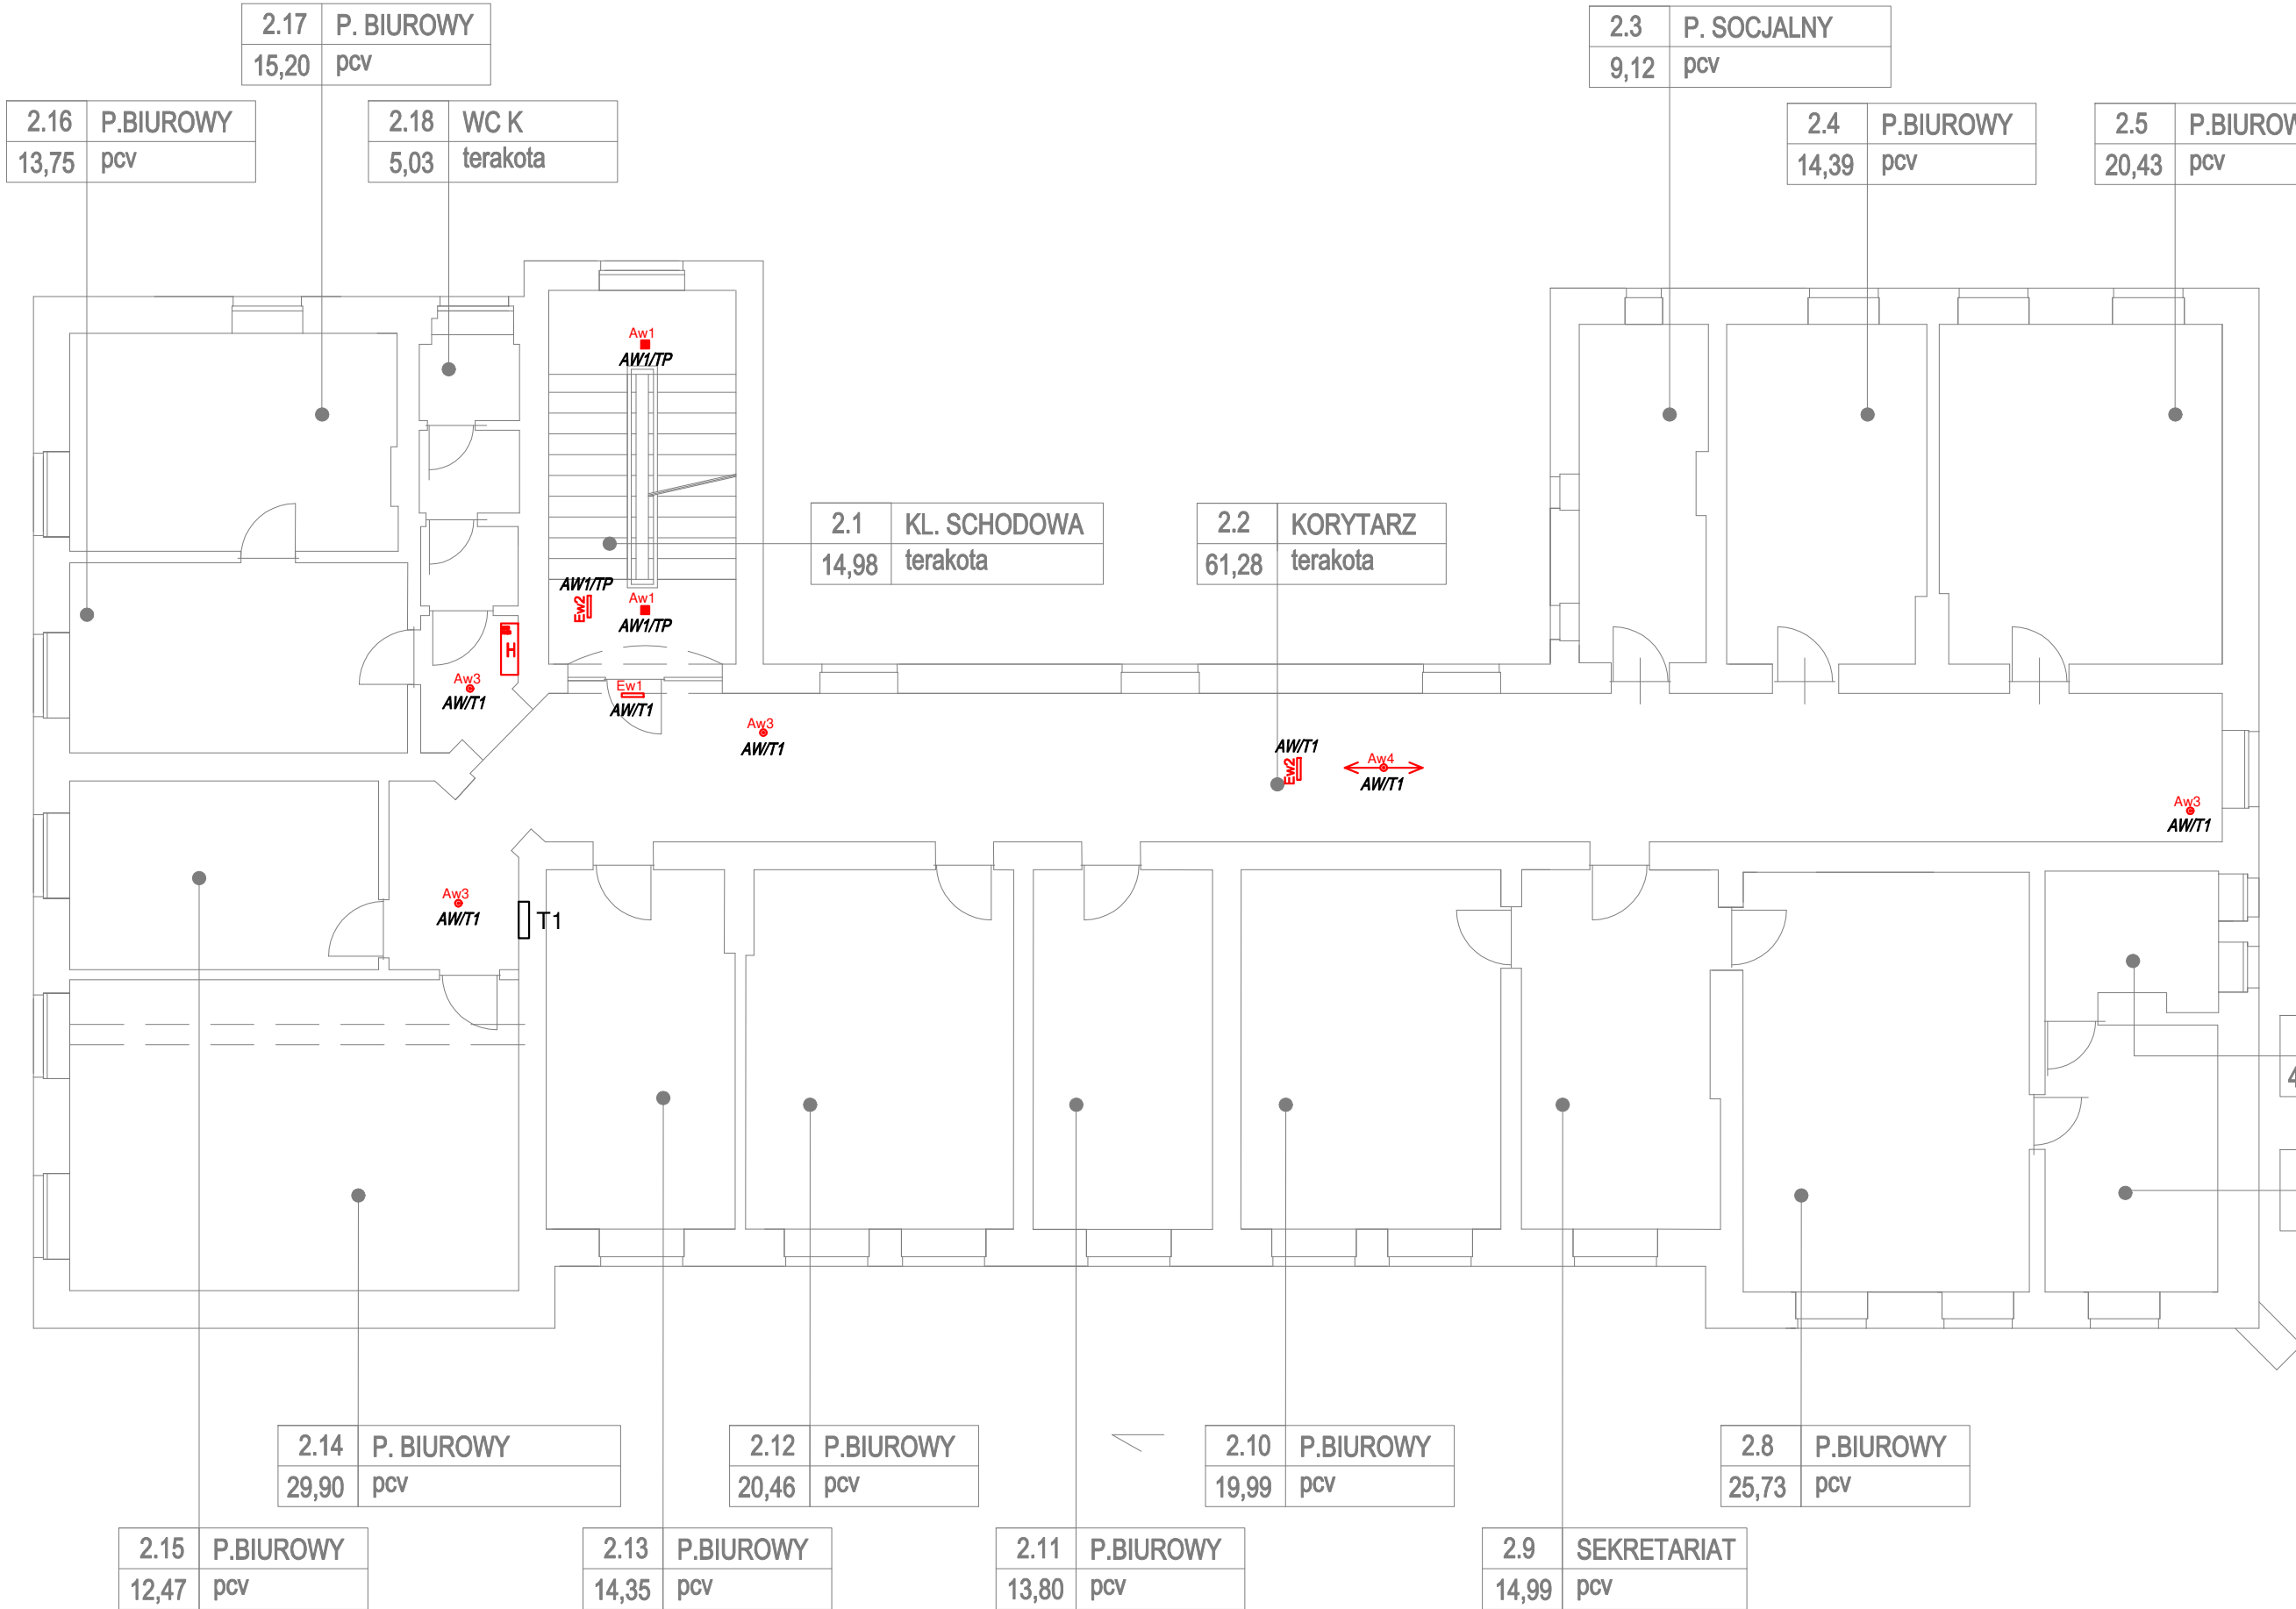 2.17 P. BIUROWY
15,20 pcv
2.3 P. SOCJALNY
9,12 pcv
2.16 P.BIUROWY
13,75 pcv
2.18 WC K
5,03 terakota
2.4 P.BIUROWY
14,39 pcv
2.5 P.BIUROW
20,43 pcv
Aw1
AW1/TP
2.1 KL. SCHODOWA
14,98 terakota
2.2 KORYTARZ
61,28 terakota
AW1/TP
Ew2
Aw1
AW1/TP
H
Aw3
AW/T1
Ew1
AW/T1
Aw3
AW/T1
AW/T1
Ew2
Aw4
AW/T1
Aw3
AW/T1
Aw3
AW/T1
T1
4
2.14 P. BIUROWY
29,90 pcv
2.12 P.BIUROWY
20,46 pcv
2.10 P.BIUROWY
19,99 pcv
2.8 P.BIUROWY
25,73 pcv
2.15 P.BIUROWY
12,47 pcv
2.13 P.BIUROWY
14,35 pcv
2.11 P.BIUROWY
13,80 pcv
2.9 SEKRETARIAT
14,99 pcv